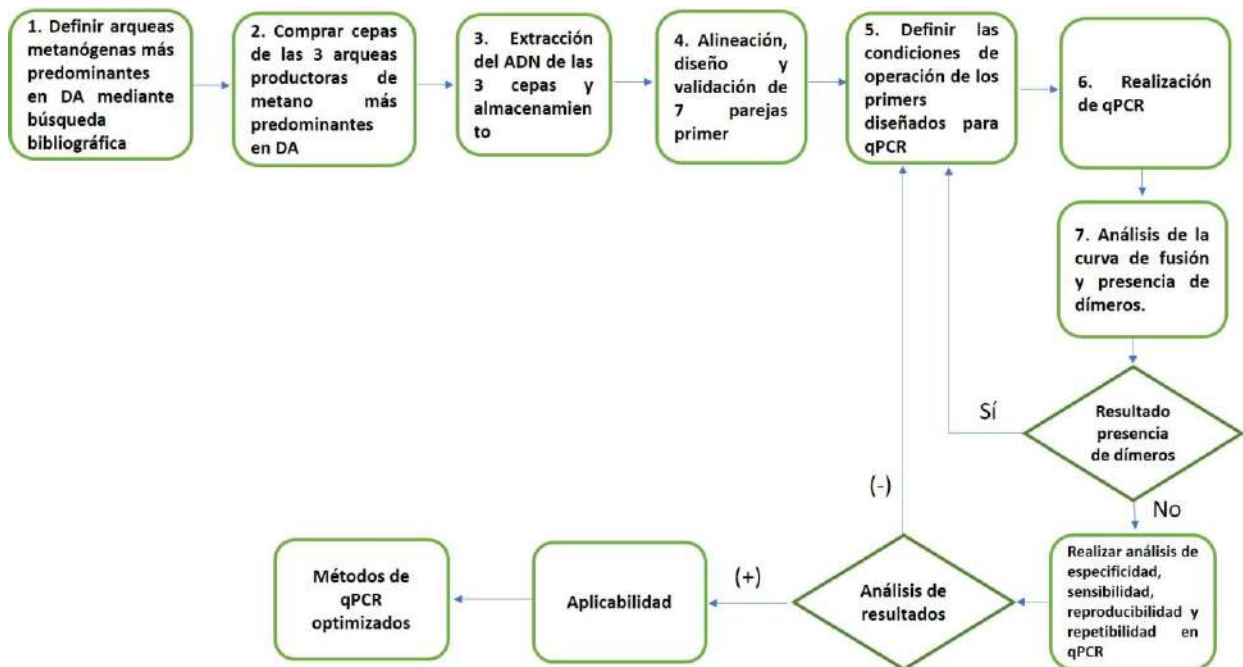 1. Definir arqueas
metanógenas más
predominantes
en DA mediante
búsqueda
bibliográfica
2. Comprar cepas
de las 3 arqueas
productoras de
metano más
predominantes
en DA
3. Extracción
del ADN de las
3 cepas y
almacenamie
nto
4. Alineación,
diseño y
validación de
7 parejas
primer
5. Definir las
condiciones de
operación de los
primers
diseñados para
qPCR
6. Realización
de qPCR
7. Análisis de la
curva de fusión
y presencia de
dímeros.
Resultado
presencia
de dímeros
Sí
No
Realizar análisis de
especificidad,
sensibilidad,
reproducibilidad y
repetibilidad en
qPCR
Análisis de
resultados
(-)
(+)
Aplicabilidad
Métodos de
qPCR
optimizados